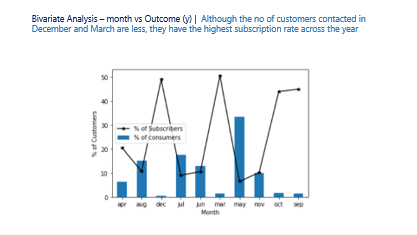 Bivariate Analysis – month vs Outcome (y) | Although the no of customers contacted in
December and March are less, they have the highest subscription rate across the year
50
40
30
20
10
0
% of Customers
% of Subscribers
% of consumers
apr aug dec jul jun mar may nov oct sep
Month